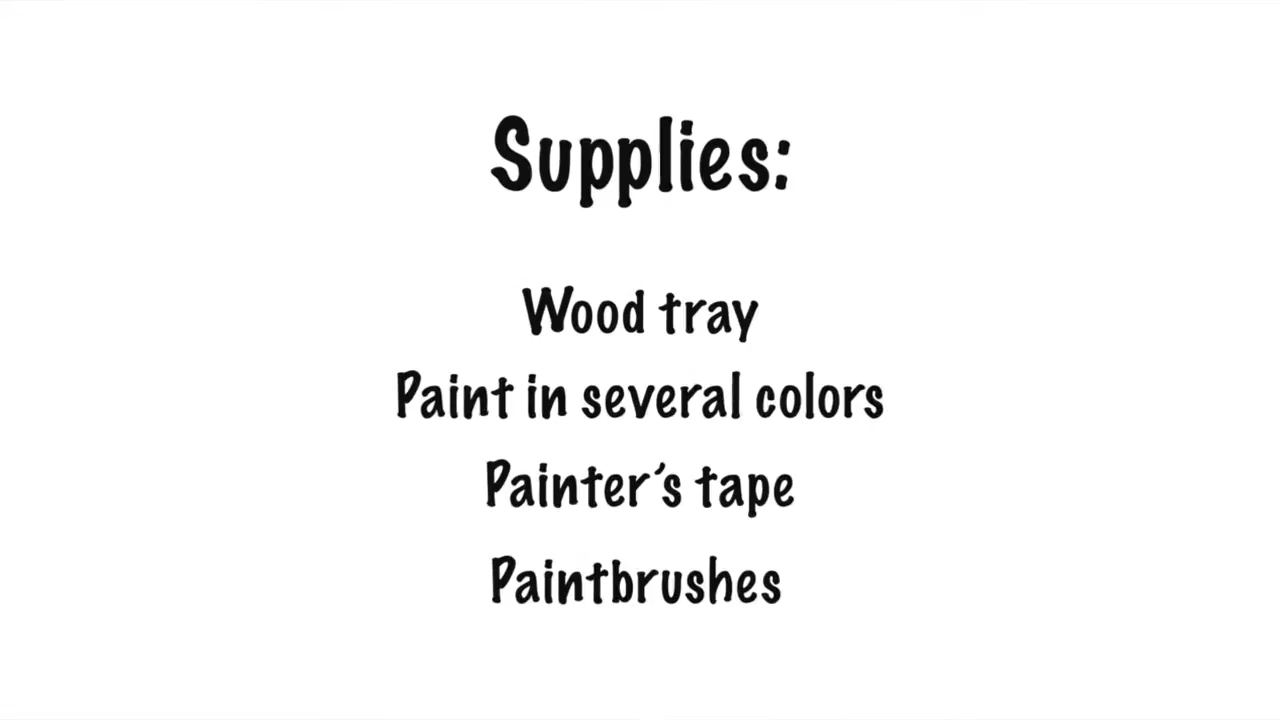 Supplies:
Wood tray
Paint in several colors
Painter’s tape
Paintbrushes